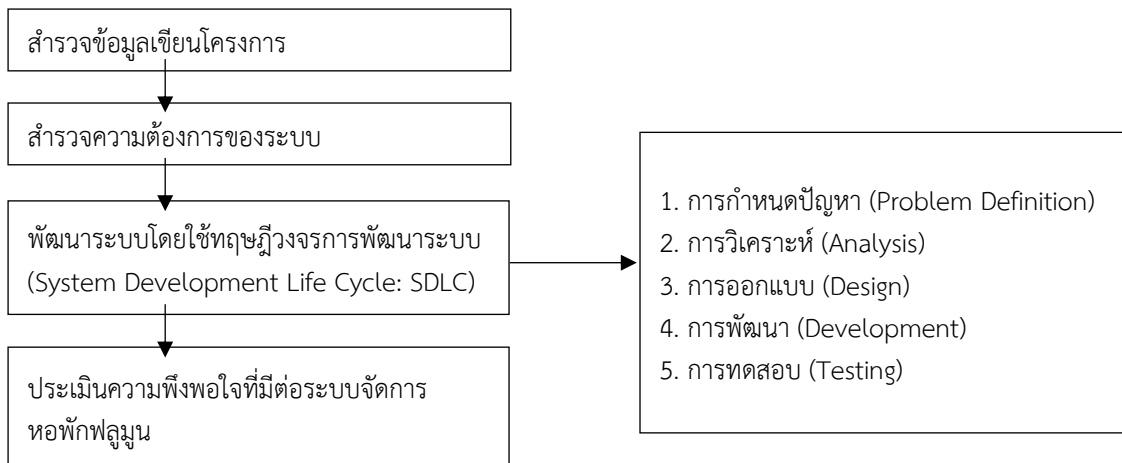 สำรวจข้อมูลเขียนโครงการ
สำรวจความต้องการของระบบ
พัฒนาระบบโดยใช้ทฤษฎีวงจรการพัฒนาระบบ
(System Development Life Cycle: SDLC)
ประเมินความพึงพอใจที่มีต่อระบบจัดการ
หอพักฟลูมูน
1. การกำหนดปัญหา (Problem Definition)
2. การวิเคราะห์ (Analysis)
3. การออกแบบ (Design)
4. การพัฒนา (Development)
5. การทดสอบ (Testing)